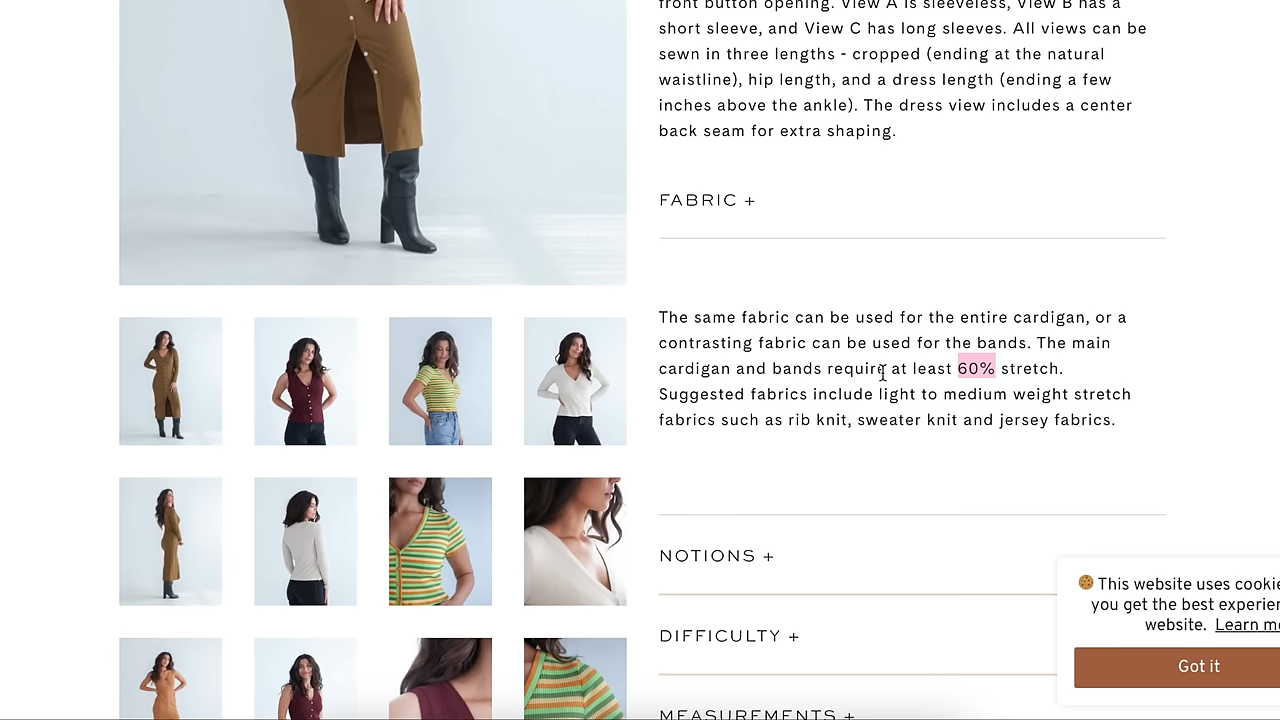 front button opening. View A is sleeveless, View B has a
short sleeve, and View C has long sleeves. All views can be
sewn in three lengths - cropped (ending at the natural
waistline), hip length, and a dress length (ending a few
inches above the ankle). The dress view includes a center
back seam for extra shaping.
FABRIC +
The same fabric can be used for the entire cardigan, or a
contrasting fabric can be used for the bands. The main
cardigan and bands require at least 60% stretch.
Suggested fabrics include light to medium weight stretch
fabrics such as rib knit, sweater knit and jersey fabrics.
NOTIONS +
DIFFICULTY +
MEASUREMENTS +
This website uses
you get the best
website. Learn
Got it